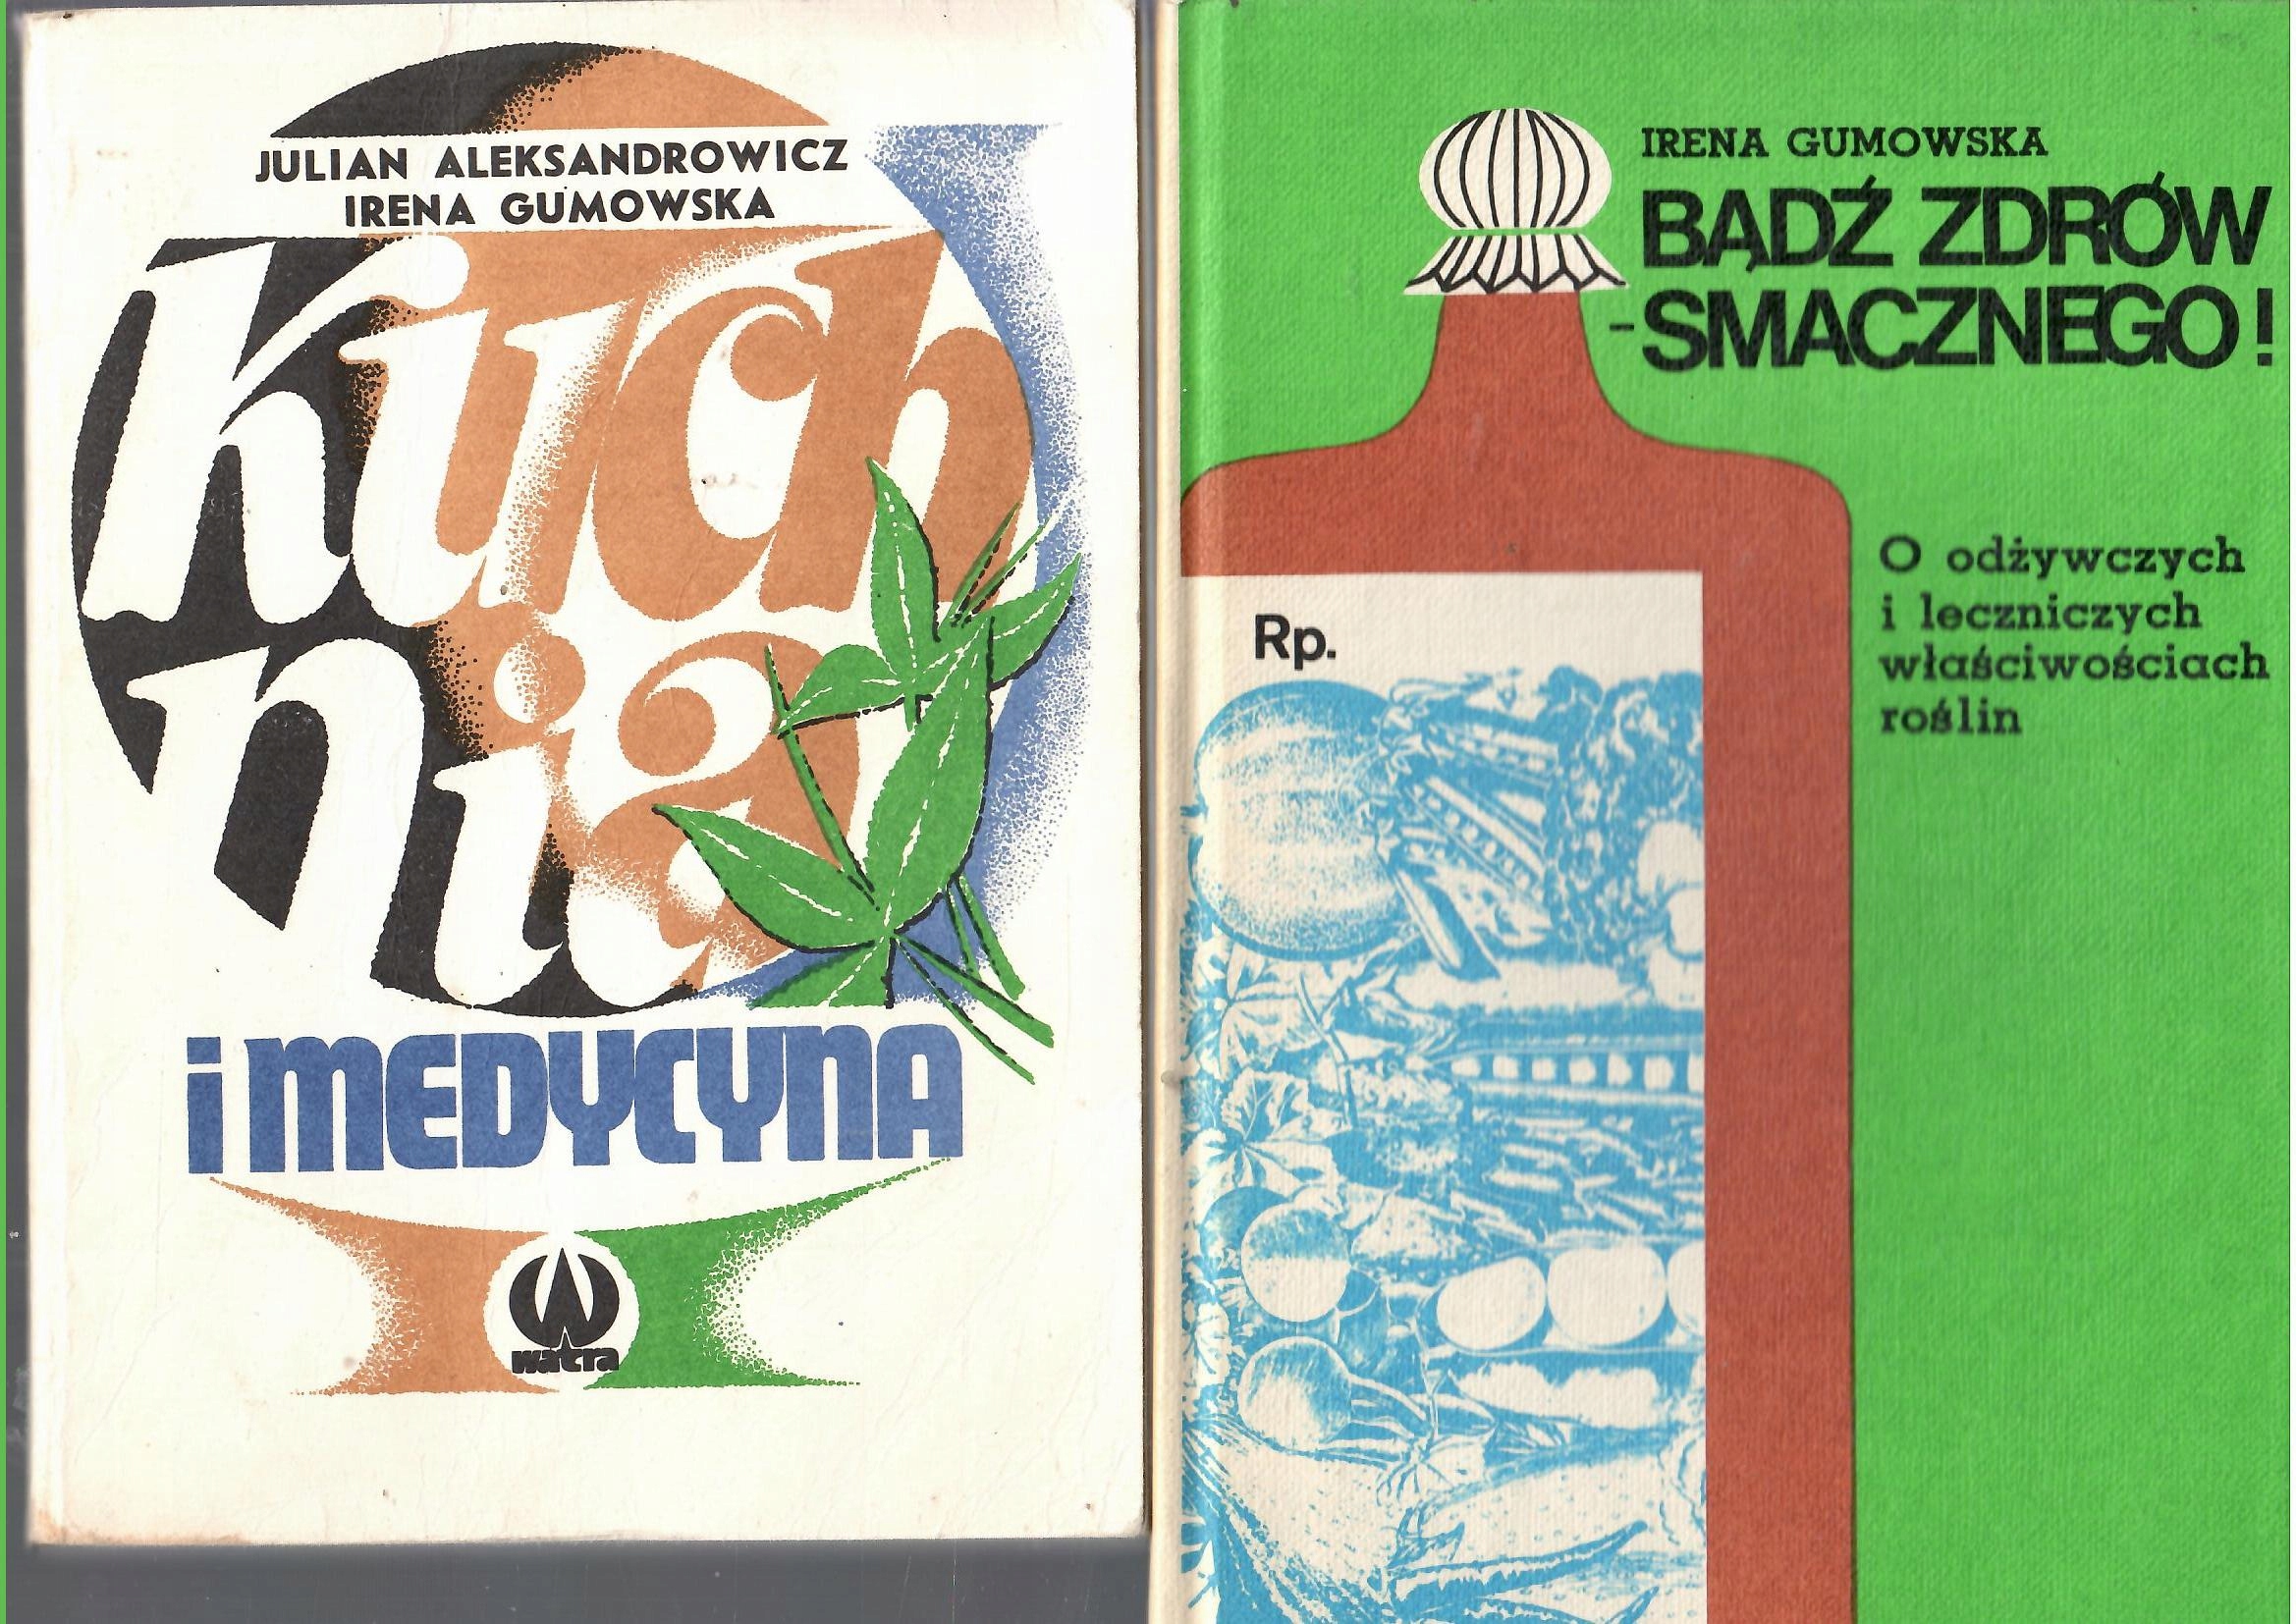 JULIAN ALEKSANDROWICZ
IRENA GUMOWSKA
kuch
nia
i MEDYCYNA
watra
IRENA GUMOWSKA
BĄDŹ ZDRÓW
-SMACZNEGO!
O odżywczych
i leczniczych
właściwościach
roślin
Rp.